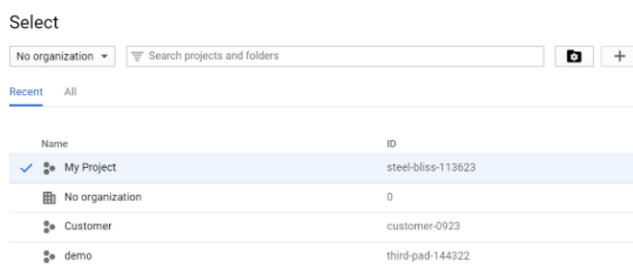 Select
No organization Search projects and folders
Recent All
Name ID
My Project steel-bliss-113623
No organization 0
Customer customer-0923
demo third-pad-144322